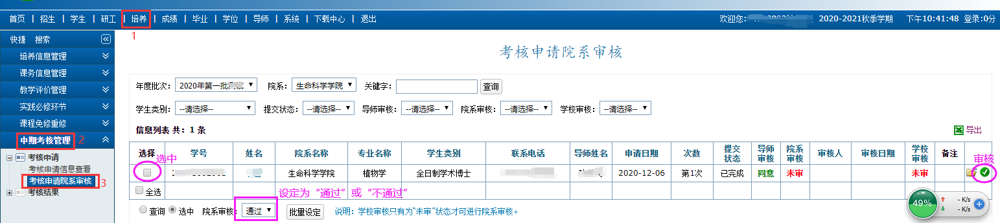 首页 | 招生 | 学生 | 研工 | 培养 | 成绩 | 毕业 | 学位 | 导师 | 系统 | 下载中心 | 退出
欢迎您: 2020-2021秋季学期 下午10:41:48 登录:0分
1
快捷 搜索
培养信息管理
课务信息管理
教学评价管理
实践必修环节
课程免修重修
中期考核管理 2
考核申请
考核申请信息查看
考核申请院系审核 3
考核结果
考核申请院系审核
年度批次: 2020年第一批 院系: 生命科学学院 关键字: 查询
学生类别: --请选择-- 提交状态: --请选择-- 导师审核: --请选择-- 院系审核: --请选择-- 学校审核: --请选择--
信息列表 共: 1 条 导出
选择 学号 姓名 院系名称 专业名称 学生类别 联系电话 导师姓名 申请日期 次数 提交状态 导师审核 院系审核 审核人 审核日期 学校审核 备注
选中 审核
生命科学学院 植物学 全日制学术博士 2020-12-06 第1次 已完成 同意 未审 未审
全选 设定为“通过”或“不通过”
查询 选中 院系审核: 通过 批量设定 说明: 学校审核只有为“未审”状态才可进行院系审核。
49% - K/s
- K/s